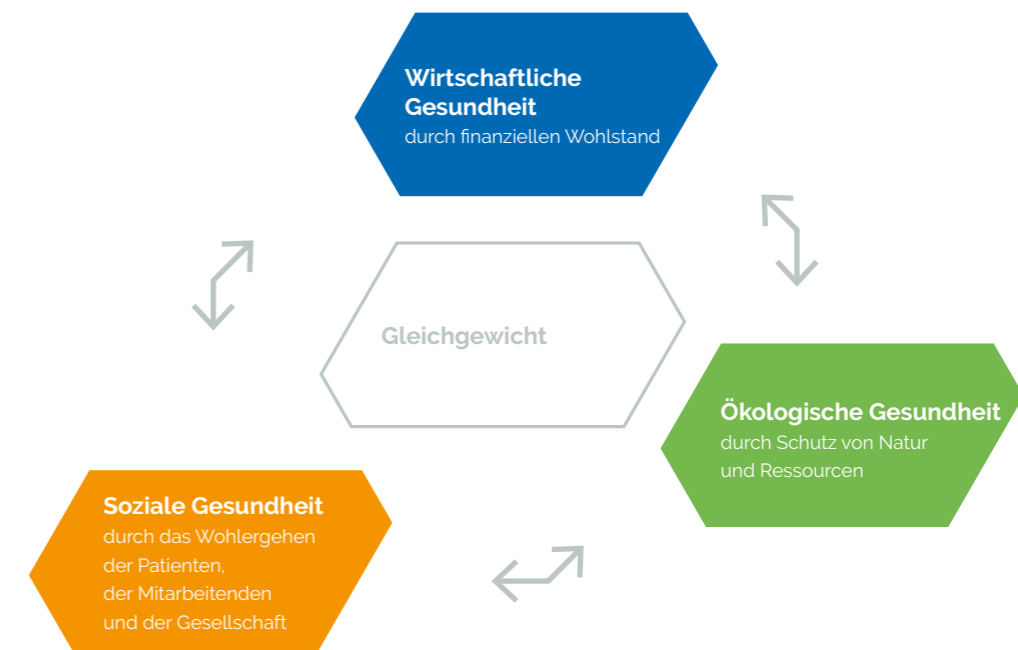 Wirtschaftliche
Gesundheit
durch finanziellen Wohlstand
Gleichgewicht
Ökologische Gesundheit
durch Schutz von Natur
und Ressourcen
Soziale Gesundheit
durch das Wohlergehen
der Patienten,
der Mitarbeitenden
und der Gesellschaft